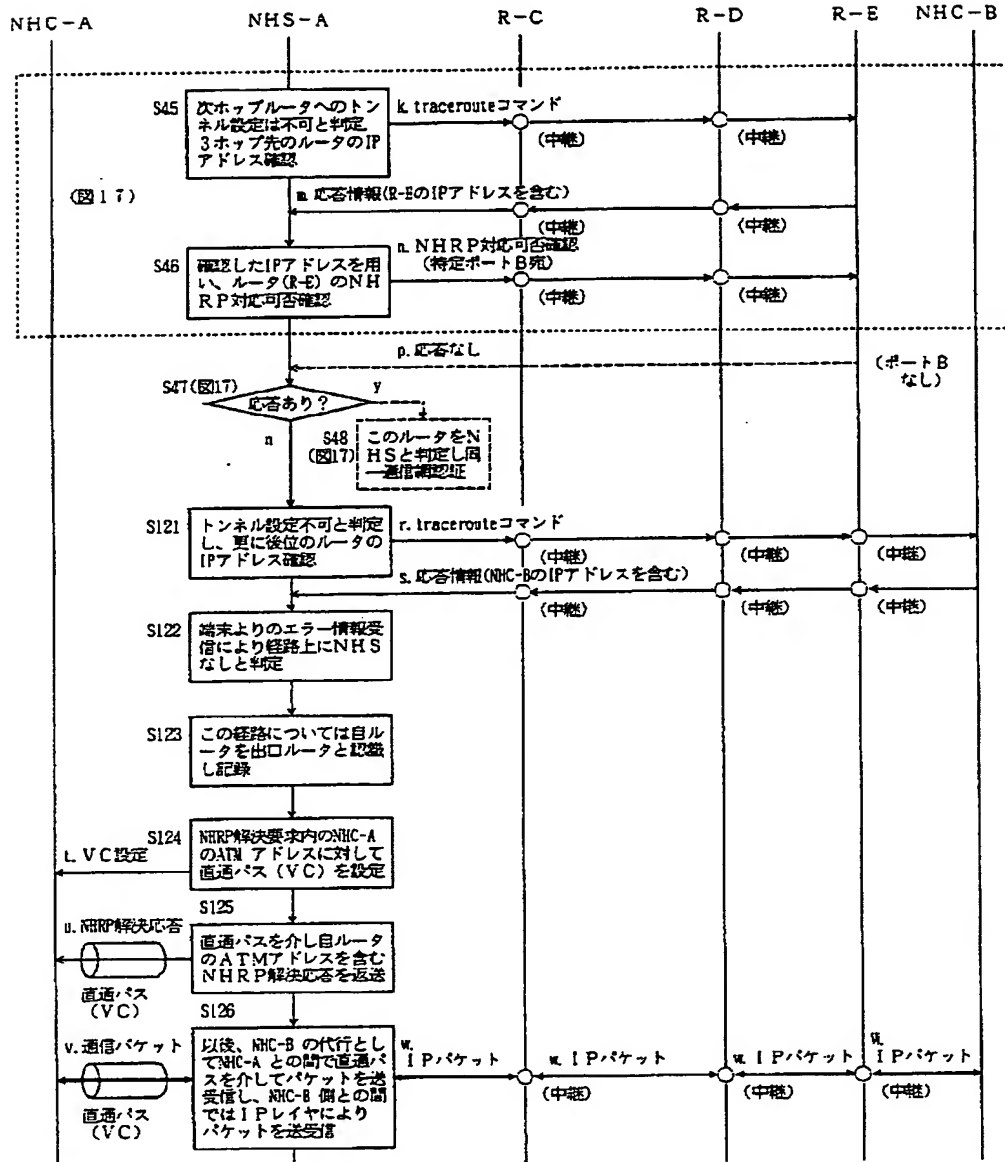 NHC-A
NHS-A
R-C
R-D
R-E
NHC-B
S45
次ホップルータへのトン
ネル設定は不可と判定
3ホップ先のルータのIP
アドレス確認
k. tracerouteコマンド
(中継)
(中継)
(図17)
m. 応答情報(R-EのIPアドレスを含む)
(中継)
(中継)
S46
確認したIPアドレスを用
い、ルータ(R-E)のNH
RP対応可否確認
n. NHRP対応可否確認
(特定ポートB宛)
(中継)
(中継)
p. 応答なし
(ポートB
なし)
S47(図17)
応答あり?
y
n
S48
(図17)
このルータをN
HSと判定し同
一通信網認証
S121
トンネル設定不可と判定
し、更に後位のルータの
IPアドレス確認
r. tracerouteコマンド
(中継)
(中継)
(中継)
s. 応答情報(NHC-BのIPアドレスを含む)
(中継)
(中継)
(中継)
S122
端末よりのエラー情報受
信により経路上にNHS
なしと判定
S123
この経路については自ル
ータを出口ルータと認識
し記録
S124
NHRP解決要求内のNHC-A
のATM アドレスに対して
直通パス(VC)を設定
t. VC設定
S125
u. NHRP解決応答
直通パスを介し自ルータ
のATMアドレスを含む
NHRP解決応答を返送
直通パス
(VC)
S126
v. 通信パケット
以後、NHC-B の代行とし
てNHC-A との間で直通パ
スを介してパケットを送
受信し、NHC-B 側との間
ではIPレイヤにより
パケットを送受信
直通パス
(VC)
w.
IPパケット
w. IPパケット
w. IPパケット
w.
IPパケット
(中継)
(中継)
(中継)